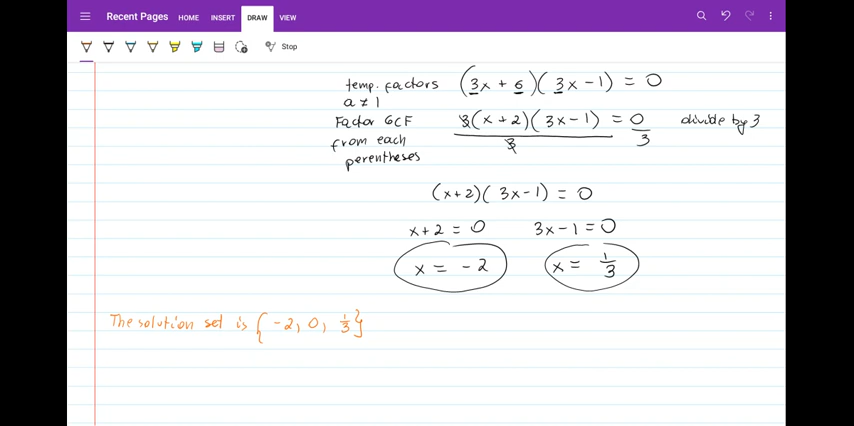 Recent Pages HOME INSERT DRAW VIEW
Stop
temp. factors (3x + 6)(3x − 1) = 0
a ≠ 1
Factor GCF 3(x + 2)(3x − 1) = 0 divide by 3
from each 3 3
perentheses
(x+2)(3x−1) = 0
x+2 = 0 3x−1 = 0
x = −2 x = 1/3
The solution set is {−2, 0, 1/3}